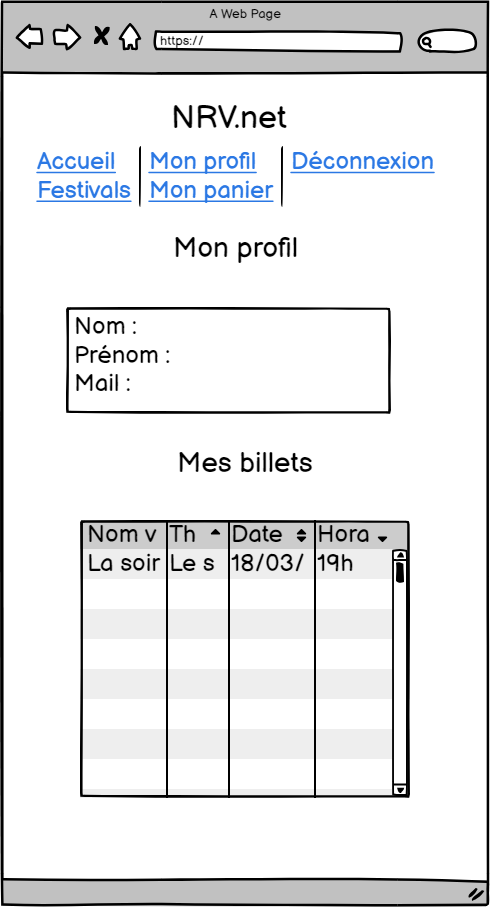 A Web Page
https://
NRV.net
Accueil Mon profil Déconnexion
Festivals Mon panier
Mon profil
Nom :
Prénom :
Mail :
Mes billets
Nom v Th Date Hora
La soir Le s 18/03/ 19h